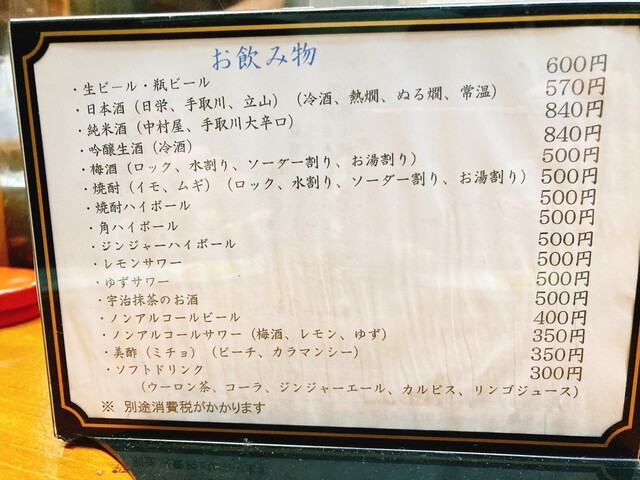 お飲み物
・生ビール・瓶ビール 600円
・日本酒（日栄、手取川、立山）（冷酒、熱燗、ぬる燗、常温） 570円
・純米酒（中村屋、手取川大辛口） 840円
・吟醸生酒（冷酒） 840円
・梅酒（ロック、水割り、ソーダー割り、お湯割り） 500円
・焼酎（イモ、ムギ）（ロック、水割り、ソーダー割り、お湯割り） 500円
・焼酎ハイボール 500円
・角ハイボール 500円
・ジンジャーハイボール 500円
・レモンサワー 500円
・ゆずサワー 500円
・宇治抹茶のお酒 500円
・ノンアルコールビール 400円
・ノンアルコールサワー（梅酒、レモン、ゆず） 350円
・美酢（ミチョ）（ピーチ、カラマンシー） 350円
・ソフトドリンク 300円
（ウーロン茶、コーラ、ジンジャーエール、カルピス、リンゴジュース）
※ 別途消費税がかかります